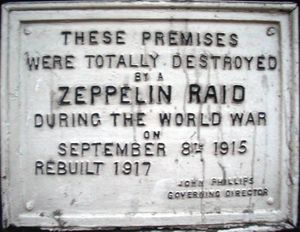 THESE PREMISES
WERE TOTALLY DESTROYED
BY A
ZEPPELIN RAID
DURING THE WORLD WAR
ON
SEPTEMBER 8TH 1915
REBUILT 1917
JOHN PHILLIPS
GOVERNING DIRECTOR